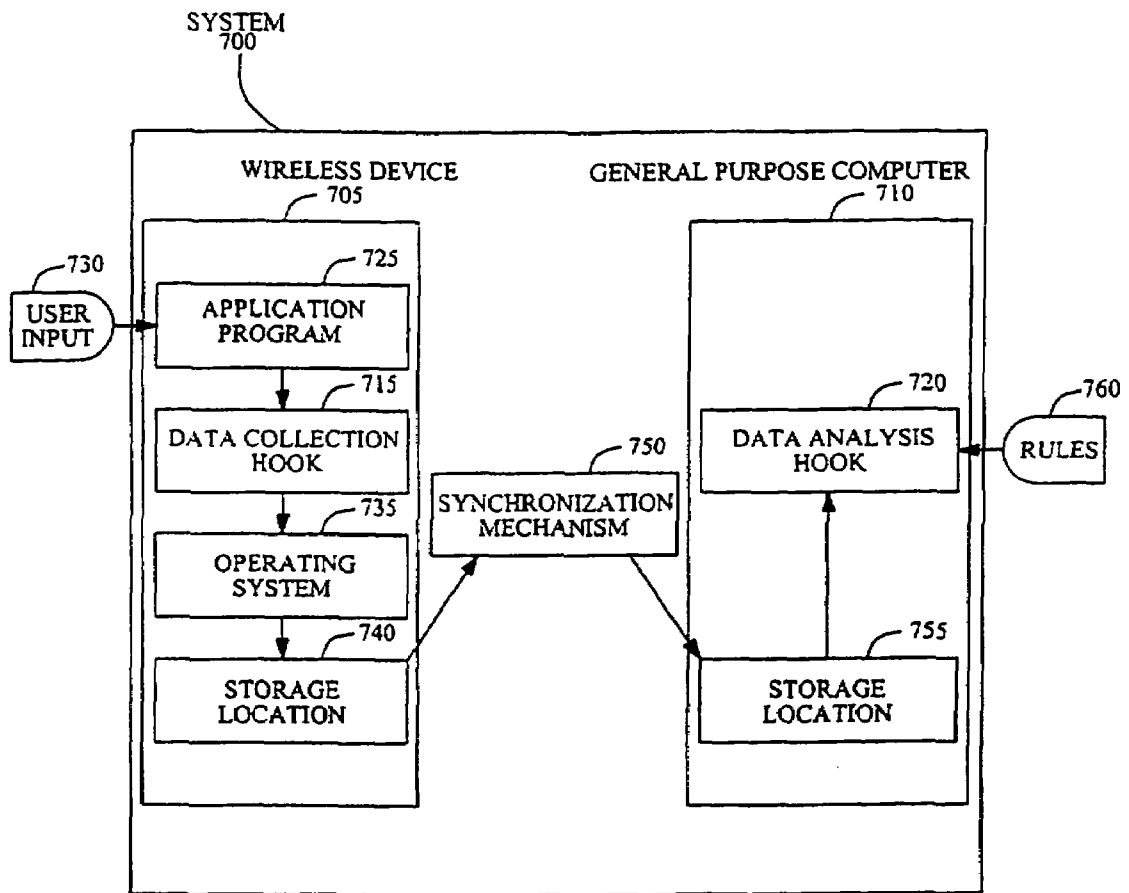 SYSTEM
700
WIRELESS DEVICE
705
GENERAL PURPOSE COMPUTER
710
730
USER
INPUT
725
APPLICATION
PROGRAM
715
DATA COLLECTION
HOOK
735
OPERATING
SYSTEM
740
STORAGE
LOCATION
750
SYNCHRONIZATION
MECHANISM
720
DATA ANALYSIS
HOOK
760
RULES
755
STORAGE
LOCATION